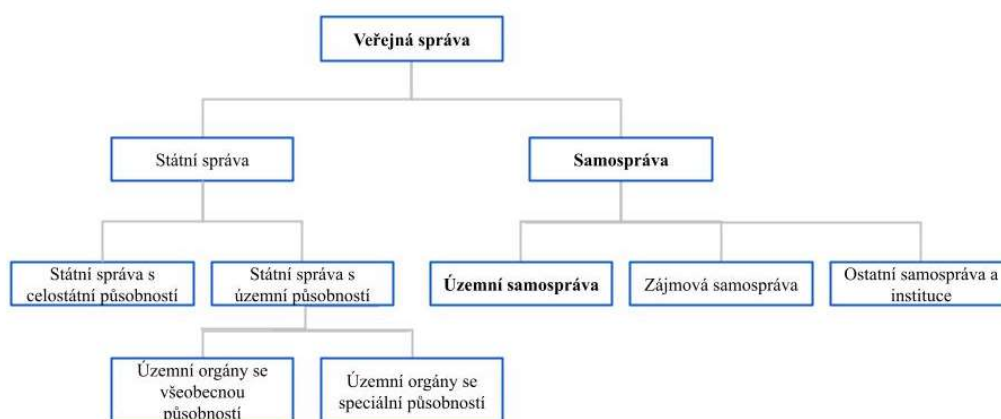 Veřejná správa
Státní správa
Samospráva
Státní správa s
celostátní působností
Státní správa s
územní působností
Územní samospráva
Zájmová samospráva
Ostatní samospráva a
instituce
Územní orgány se
všeobecnou
působností
Územní orgány se
speciální působností